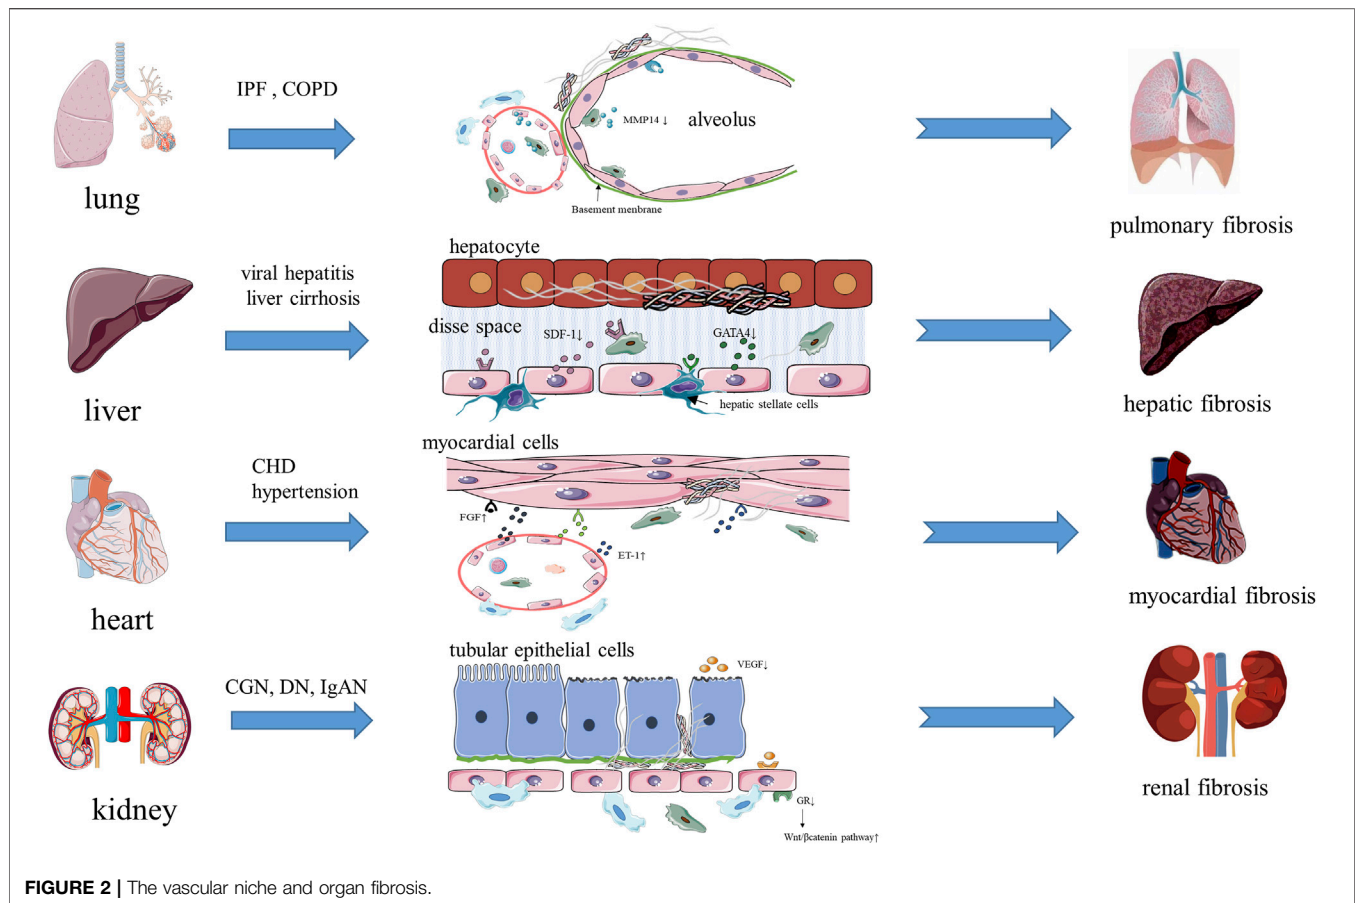 IPF , COPD
MMP14 ↓
alveolus
lung
Basement menbrane
pulmonary fibrosis
hepatocyte
viral hepatitis
liver cirrhosis
disse space
SDF-1↓
GATA4↓
liver
hepatic stellate cells
hepatic fibrosis
myocardial cells
CHD
hypertension
FGF↑
ET-1↑
heart
myocardial fibrosis
tubular epithelial cells
VEGF↓
CGN, DN, IgAN
kidney
GR↓
renal fibrosis
Wnt/βcatenin pathway↑
FIGURE 2 | The vascular niche and organ fibrosis.